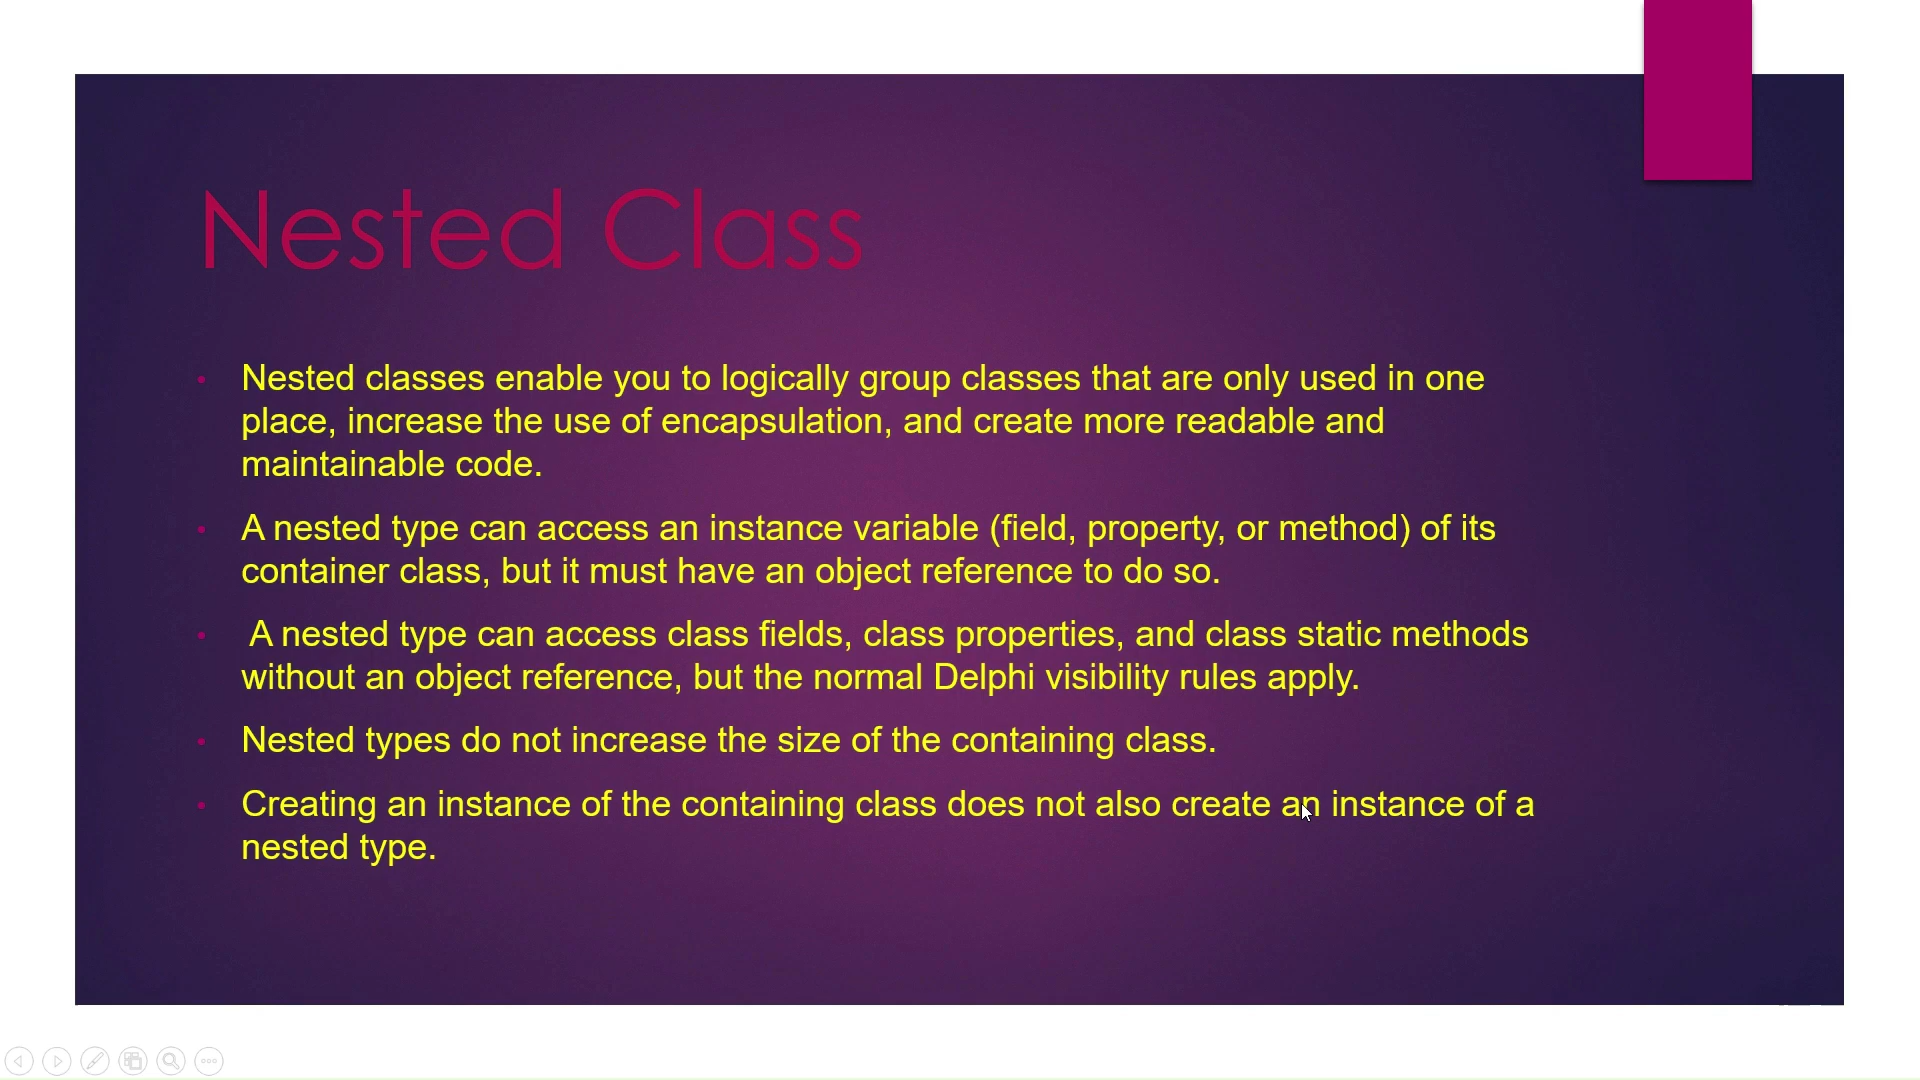 Nested Class
• Nested classes enable you to logically group classes that are only used in one
place, increase the use of encapsulation, and create more readable and
maintainable code.
• A nested type can access an instance variable (field, property, or method) of its
container class, but it must have an object reference to do so.
• A nested type can access class fields, class properties, and class static methods
without an object reference, but the normal Delphi visibility rules apply.
• Nested types do not increase the size of the containing class.
• Creating an instance of the containing class does not also create an instance of a
nested type.